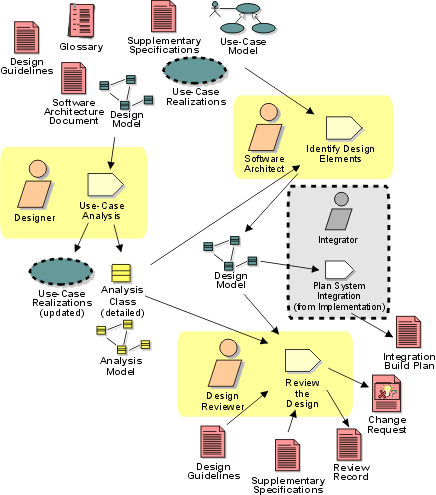 Glossary
Supplementary
Specifications
Use-Case
Model
Design
Guidelines
Software
Architecture
Document
Design
Model
Use-Case
Realizations
Software
Architect
Identify Design
Elements
Designer
Use-Case
Analysis
Integrator
Plan System
Integration
(from Implementation)
Design
Model
Use-Case
Realizations
(updated)
Analysis
Class
(detailed)
Analysis
Model
Integration
Build Plan
Design
Reviewer
Review
the
Design
Change
Request
Design
Guidelines
Supplementary
Specifications
Review
Record